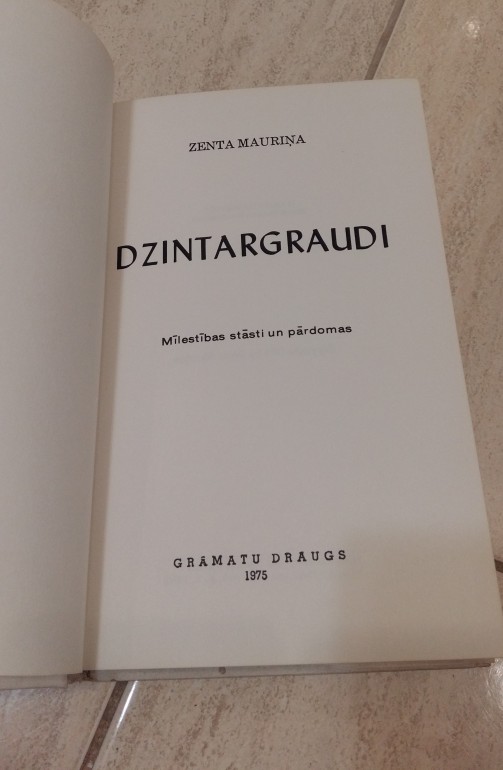 ZENTA MAURIŅA
DZINTARGRAUDI
Mīlestības stāsti un pārdomas
GRĀMATU DRAUGS
1975